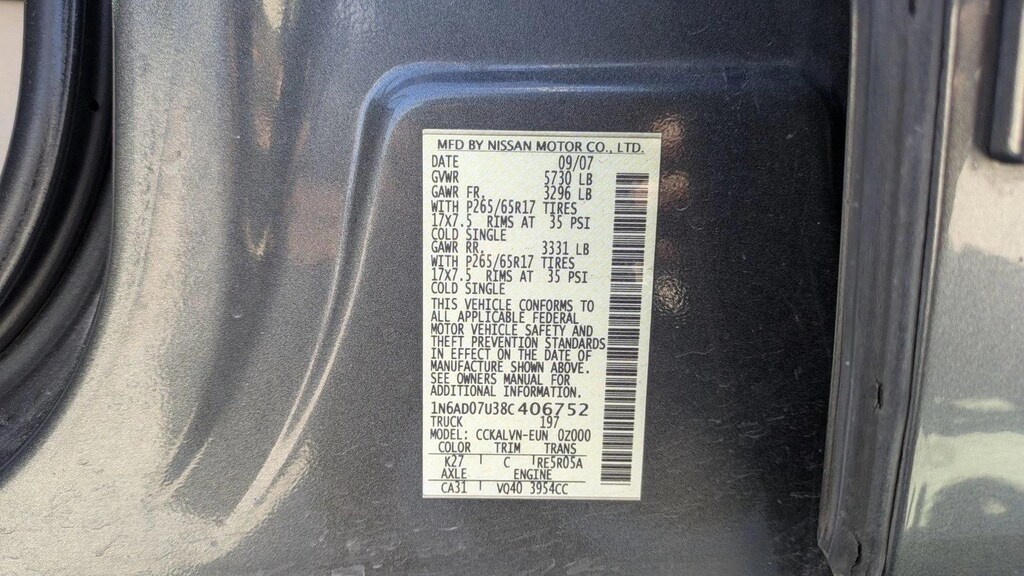 MFD BY NISSAN MOTOR CO., LTD.
DATE 09/07
GVWR 5730 LB
GAWR FR. 3296 LB
WITH P265/65R17 TIRES
17X7.5 RIMS AT 35 PSI
COLD SINGLE
GAWR RR. 3331 LB
WITH P265/65R17 TIRES
17X7.5 RIMS AT 35 PSI
COLD SINGLE
THIS VEHICLE CONFORMS TO
ALL APPLICABLE FEDERAL
MOTOR VEHICLE SAFETY AND
THEFT PREVENTION STANDARDS
IN EFFECT ON THE DATE OF
MANUFACTURE SHOWN ABOVE.
SEE OWNERS MANUAL FOR
ADDITIONAL INFORMATION.
1N6AD07U38C406752
TRUCK 197
MODEL: CCKALVN-EUN 0Z000
COLOR TRIM TRANS
K27 C RE5R05A
AXLE ENGINE
CA31 VQ40 3954CC